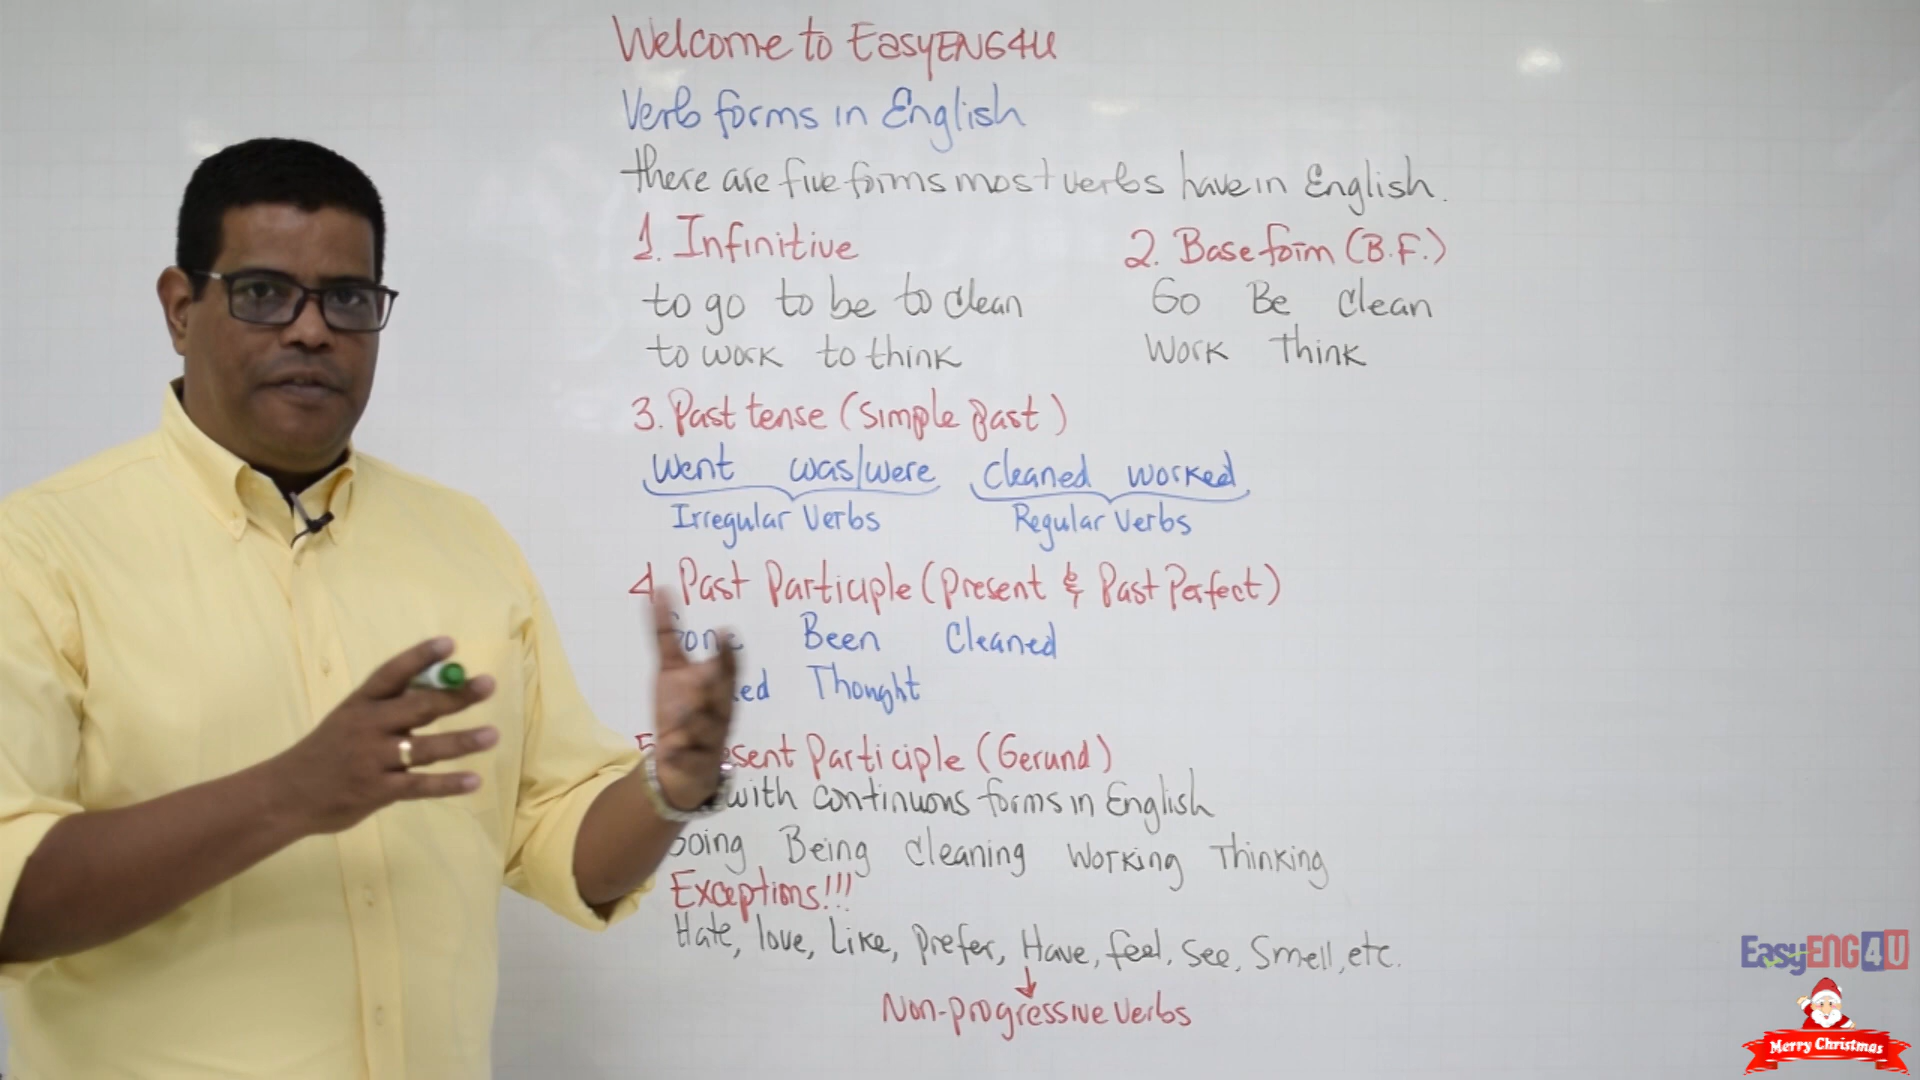 Welcome to EasyENG4U
Verb forms in English
there are five forms most verbs have in English.
1. Infinitive
to go to be to clean
to work to think
2. Base form (B.F.)
Go Be Clean
Work Think
3. Past tense (Simple Past)
Went was/were Cleaned worked
Irregular Verbs Regular Verbs
4. Past Participle (Present & Past Perfect)
Been Cleaned
Thought
5. Participle (Gerund)
with continuous forms in English
Going Being Cleaning Working Thinking
Exceptions!!!
Hate, love, Like, Prefer, Have, feel, See, Smell, etc.
Non-progressive verbs
EasyENG4U
Merry Christmas